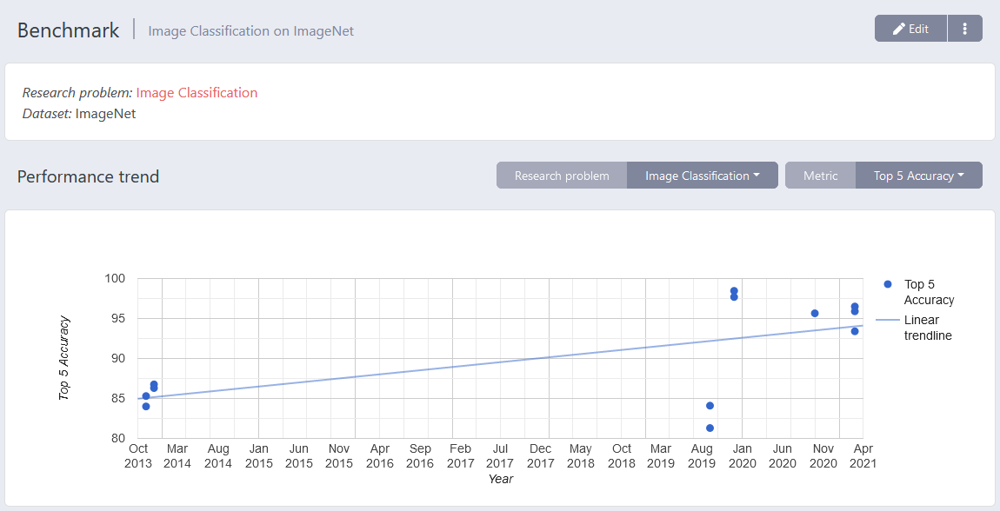 Benchmark
Image Classification on ImageNet
Edit
Research problem: Image Classification
Dataset: ImageNet
Performance trend
Research problem
Image Classification
Metric
Top 5 Accuracy
100
95
90
85
80
Top 5 Accuracy
Oct Mar Aug Jan Jun Nov Apr Sep Feb Jul Dec May Oct Mar Aug Jan Jun Nov Apr
2013 2014 2014 2015 2015 2015 2016 2016 2017 2017 2017 2018 2018 2019 2019 2020 2020 2020 2021
Year
Top 5
Accuracy
Linear
trendline